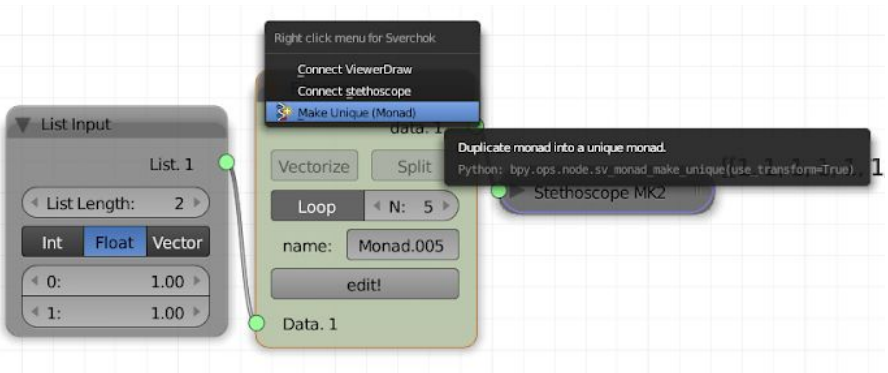 Right click menu for Sverchok
Connect ViewerDraw
Connect stethoscope
Make Unique (Monad)
data. 1
Duplicate monad into a unique monad.
Python: bpy.ops.node.sv_monad_make_unique(use_transform=True)
List Input
List. 1
List Length: 2
Int Float Vector
0: 1.00
1: 1.00
Vectorize Split
Loop N: 5
name: Monad.005
edit!
Data. 1
Stethoscope MK2